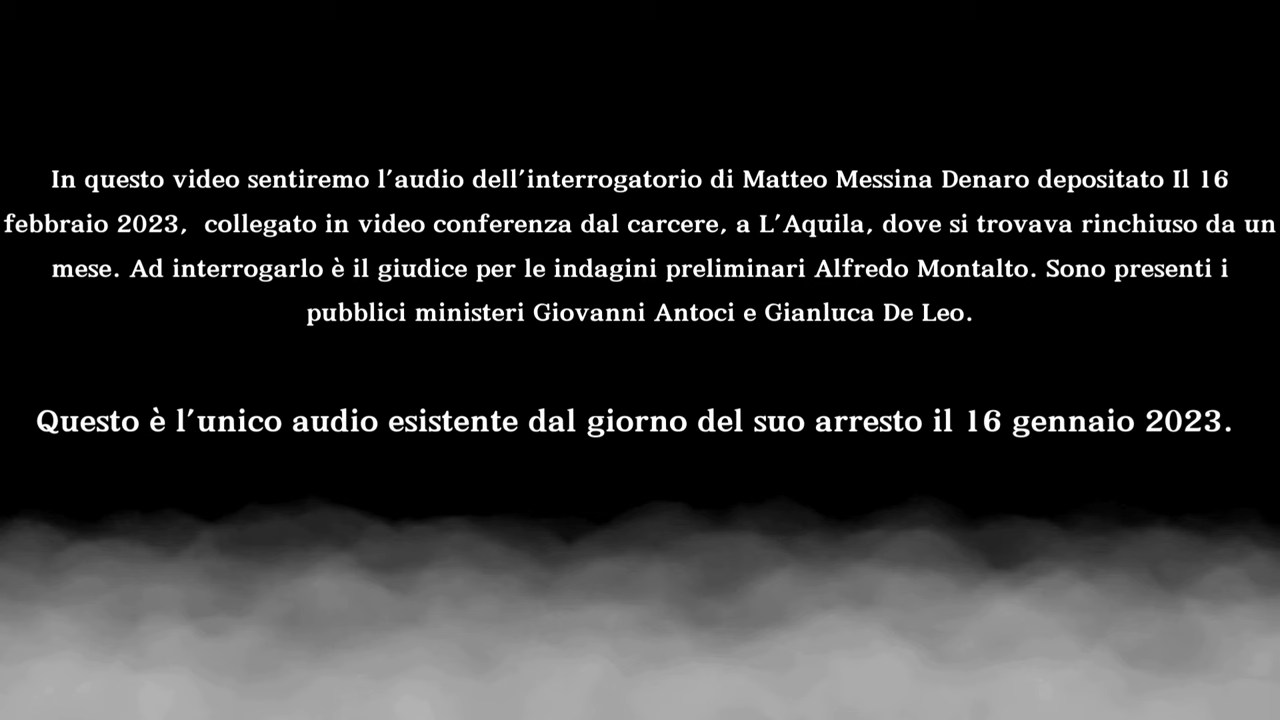 In questo video sentiremo l'audio dell'interrogatorio di Matteo Messina Denaro depositato Il 16
febbraio 2023,  collegato in video conferenza dal carcere, a L'Aquila, dove si trovava rinchiuso da un
mese. Ad interrogarlo è il giudice per le indagini preliminari Alfredo Montalto. Sono presenti i
pubblici ministeri Giovanni Antoci e Gianluca De Leo.
Questo è l'unico audio esistente dal giorno del suo arresto il 16 gennaio 2023.